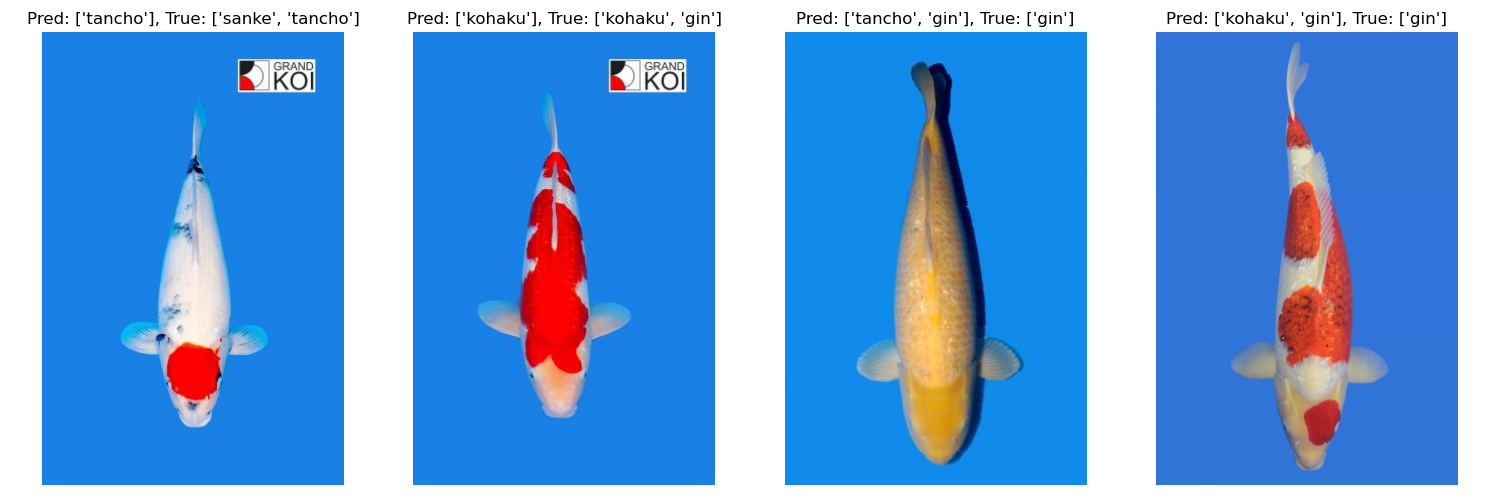 Pred: ['tancho'], True: ['sanke', 'tancho']
Pred: ['kohaku'], True: ['kohaku', 'gin']
Pred: ['tancho', 'gin'], True: ['gin']
Pred: ['kohaku', 'gin'], True: ['gin']
GRAND
KOI
GRAND
KOI